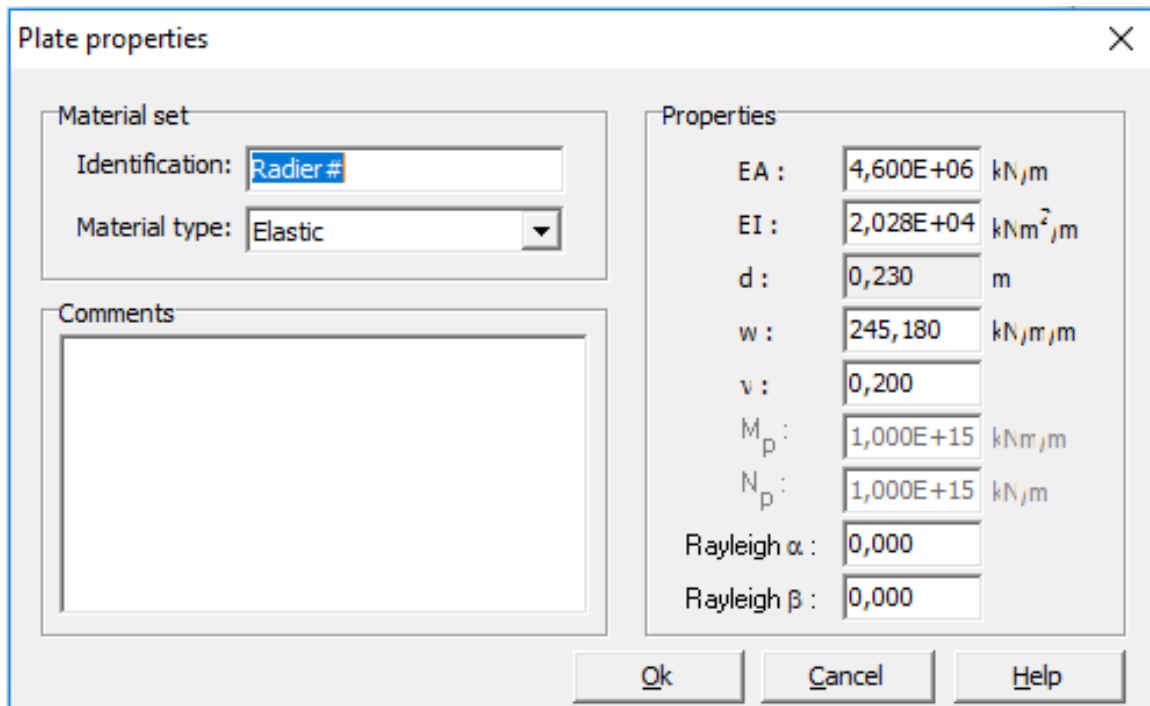 Plate properties
Material set
Identification: Radier#
Material type: Elastic
Comments
Properties
EA : 4,600E+06 kN/m
EI : 2,028E+04 kNm²/m
d : 0,230 m
w : 245,180 kN/m/m
ν : 0,200
Mp : 1,000E+15 kNm/m
Np : 1,000E+15 kN/m
Rayleigh α : 0,000
Rayleigh β : 0,000
Ok Cancel Help